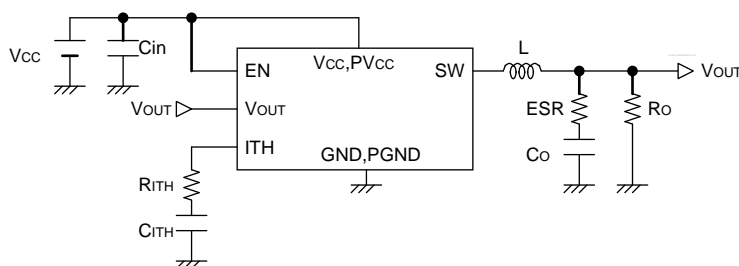 VCC
Cin
EN
VCC,PVCC
SW
L
VOUT
VOUT
VOUT
ESR
RO
ITH
GND,PGND
CO
RITH
CITH